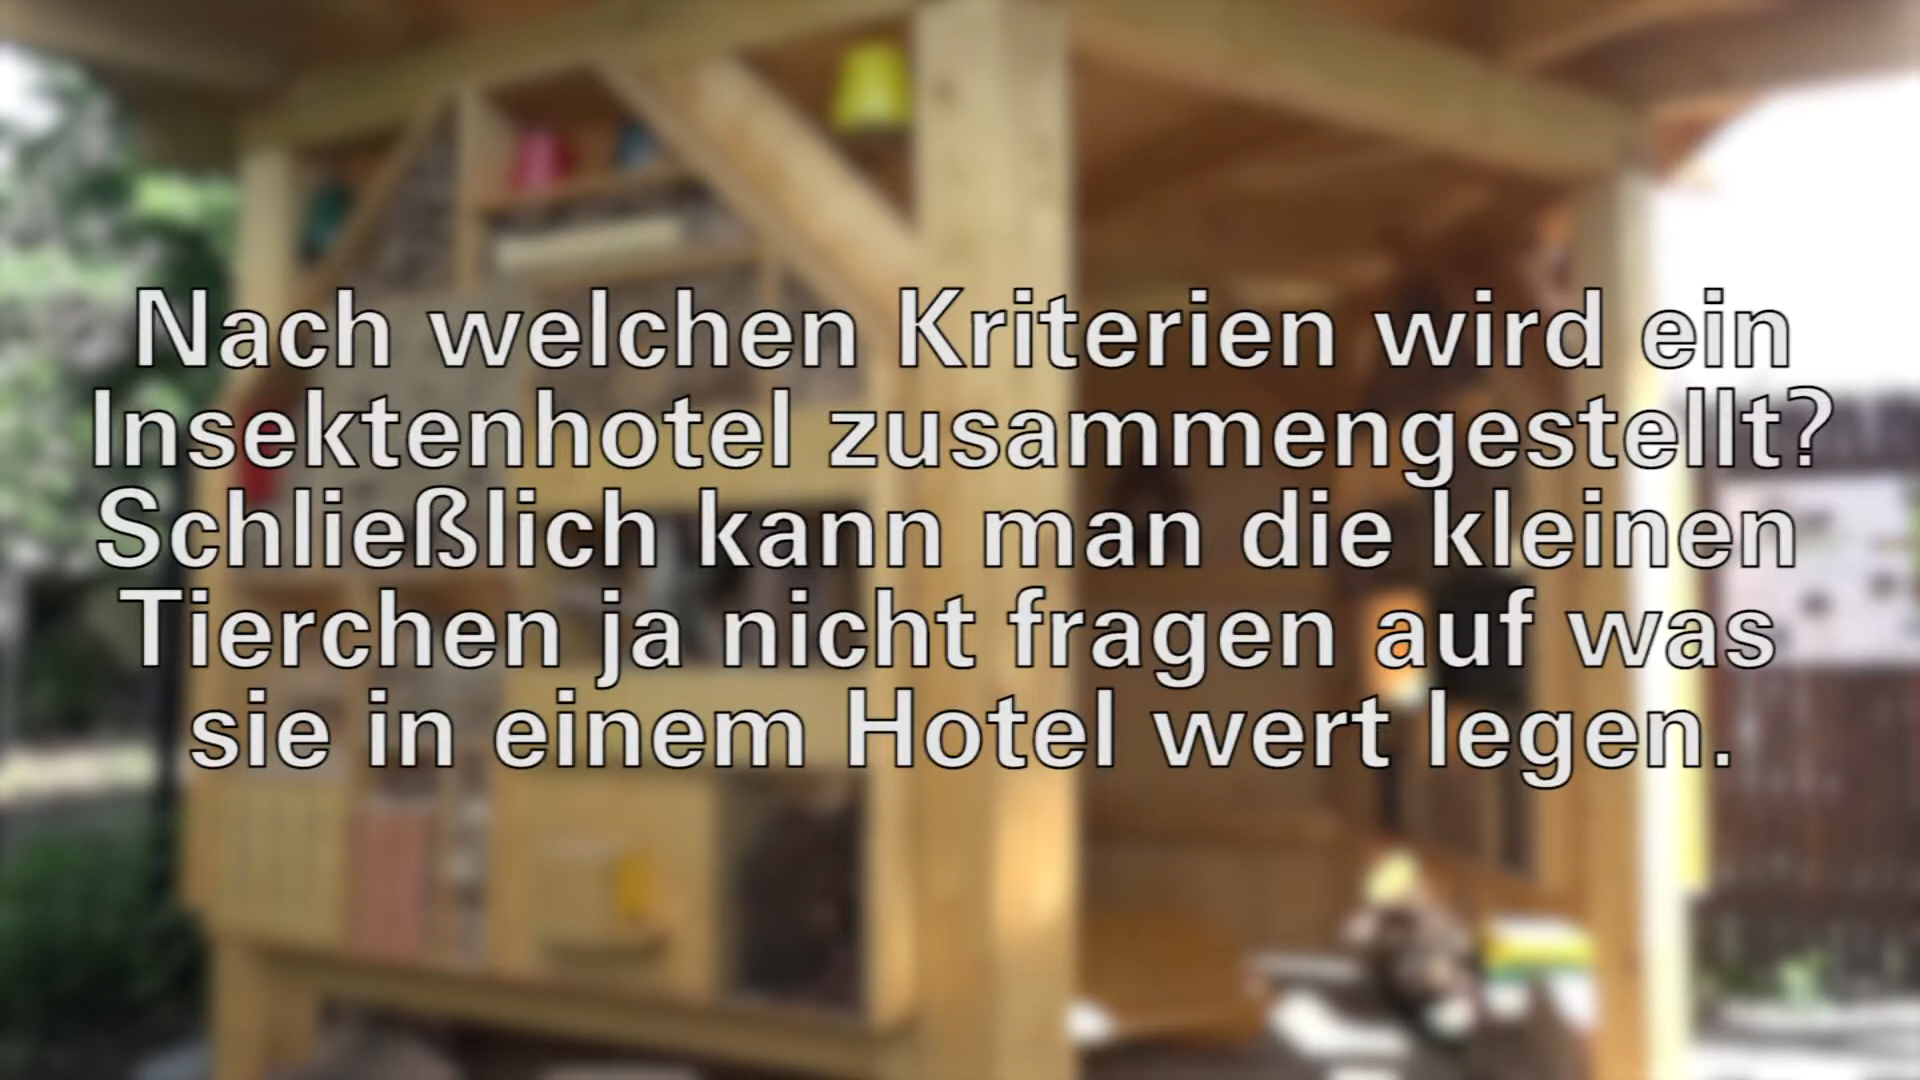 Nach welchen Kriterien wird ein
Insektenhotel zusammengestellt?
Schließlich kann man die kleinen
Tierchen ja nicht fragen auf was
sie in einem Hotel wert legen.